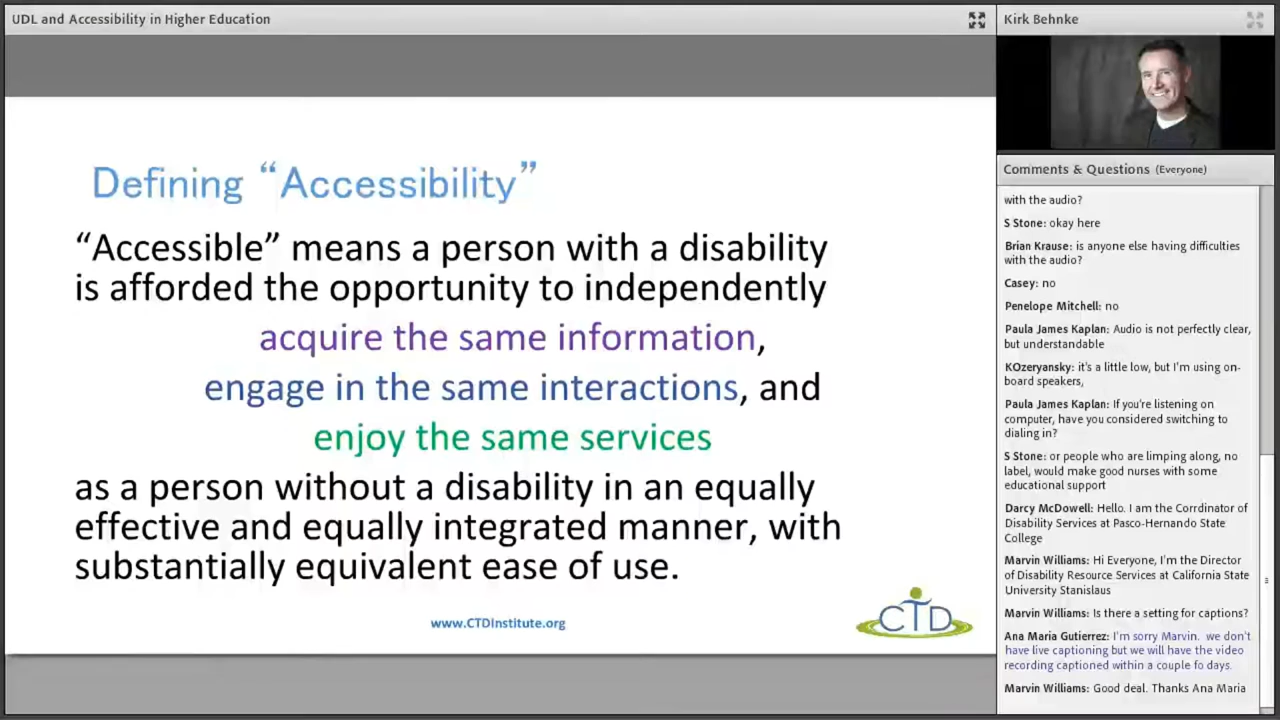 UDL and Accessibility in Higher Education
Defining “Accessibility”
“Accessible” means a person with a disability
is afforded the opportunity to independently
acquire the same information,
engage in the same interactions, and
enjoy the same services
as a person without a disability in an equally
effective and equally integrated manner, with
substantially equivalent ease of use.
www.CTDInstitute.org
CTD
Kirk Behnke
Comments & Questions (Everyone)
with the audio?
S Stone: okay here
Brian Krause: is anyone else having difficulties
with the audio?
Casey: no
Penelope Mitchell: no
Paula James Kaplan: Audio is not perfectly clear,
but understandable
KOzeryansky: it's a little low, but I'm using on-
board speakers,
Paula James Kaplan: If you're listening on
computer, have you considered switching to
dialing in?
S Stone: or people who are limping along, no
label, would make good nurses with some
educational support
Darcy McDowell: Hello. I am the Corrdinator of
Disability Services at Pasco-Hernando State
College
Marvin Williams: Hi Everyone, I'm the Director
of Disability Resource Services at California State
University Stanislaus
Marvin Williams: Is there a setting for captions?
Ana Maria Gutierrez: I'm sorry Marvin. we don't
have live captioning but we will have the video
recording captioned within a couple fo days.
Marvin Williams: Good deal. Thanks Ana Maria